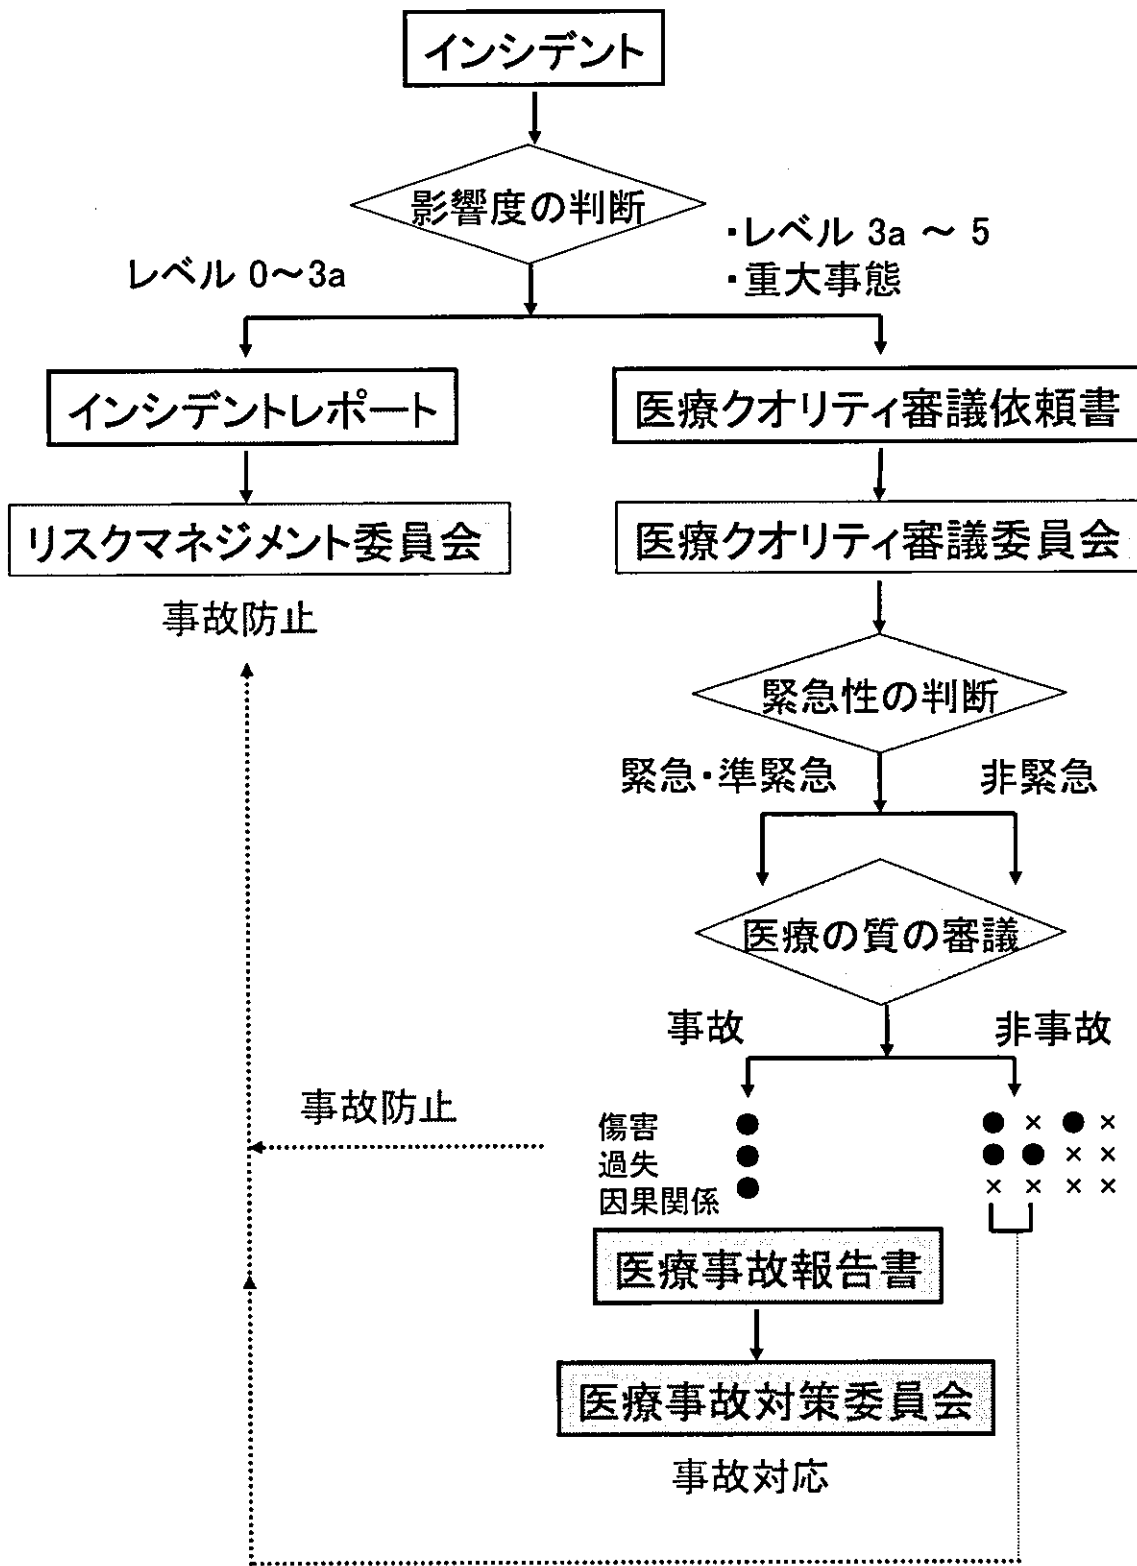 インシデント
影響度の判断
レベル 0～3a
・レベル 3a ～ 5
・重大事態
インシデントレポート
医療クオリティ審議依頼書
リスクマネジメント委員会
医療クオリティ審議委員会
事故防止
緊急性の判断
緊急・準緊急
非緊急
医療の質の審議
事故
非事故
事故防止
傷害 ● ● × ● ×
過失 ● ● ● × ×
因果関係 ● × × × ×
医療事故報告書
医療事故対策委員会
事故対応